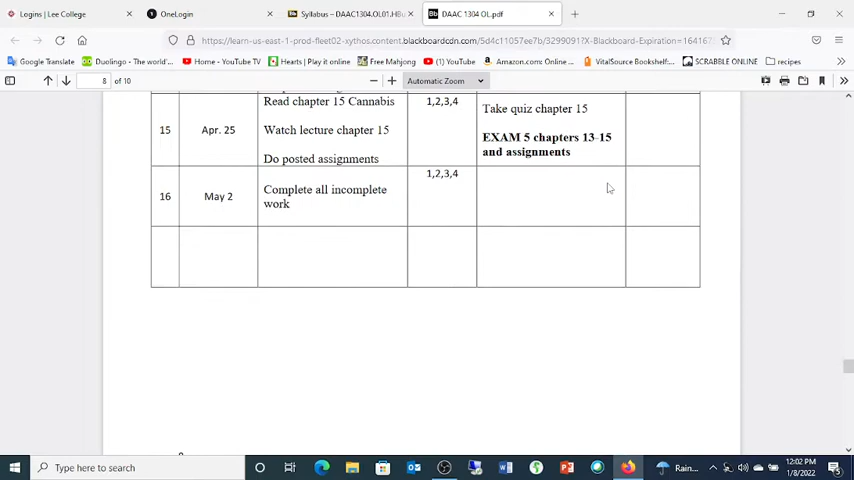 Logins | Lee College
OneLogin
Syllabus – DAAC1304.OL01.HBu
DAAC 1304 OL.pdf
https://learn-us-east-1-prod-fleet02-xythos.content.blackboardcdn.com/5d4c11057ee7b/3299091?X-Blackboard-Expiration=164167
Google Translate
Duolingo - The world'...
Home - YouTube TV
Hearts | Play it online
Free Mahjong
(1) YouTube
Amazon.com: Online ...
VitalSource Bookshelf:...
SCRABBLE ONLINE
recipes
8
of 10
Automatic Zoom
15
Apr. 25
Read chapter 15 Cannabis
Watch lecture chapter 15
Do posted assignments
1,2,3,4
Take quiz chapter 15
EXAM 5 chapters 13-15
and assignments
16
May 2
Complete all incomplete
work
1,2,3,4
Type here to search
Rain...
12:02 PM
1/8/2022